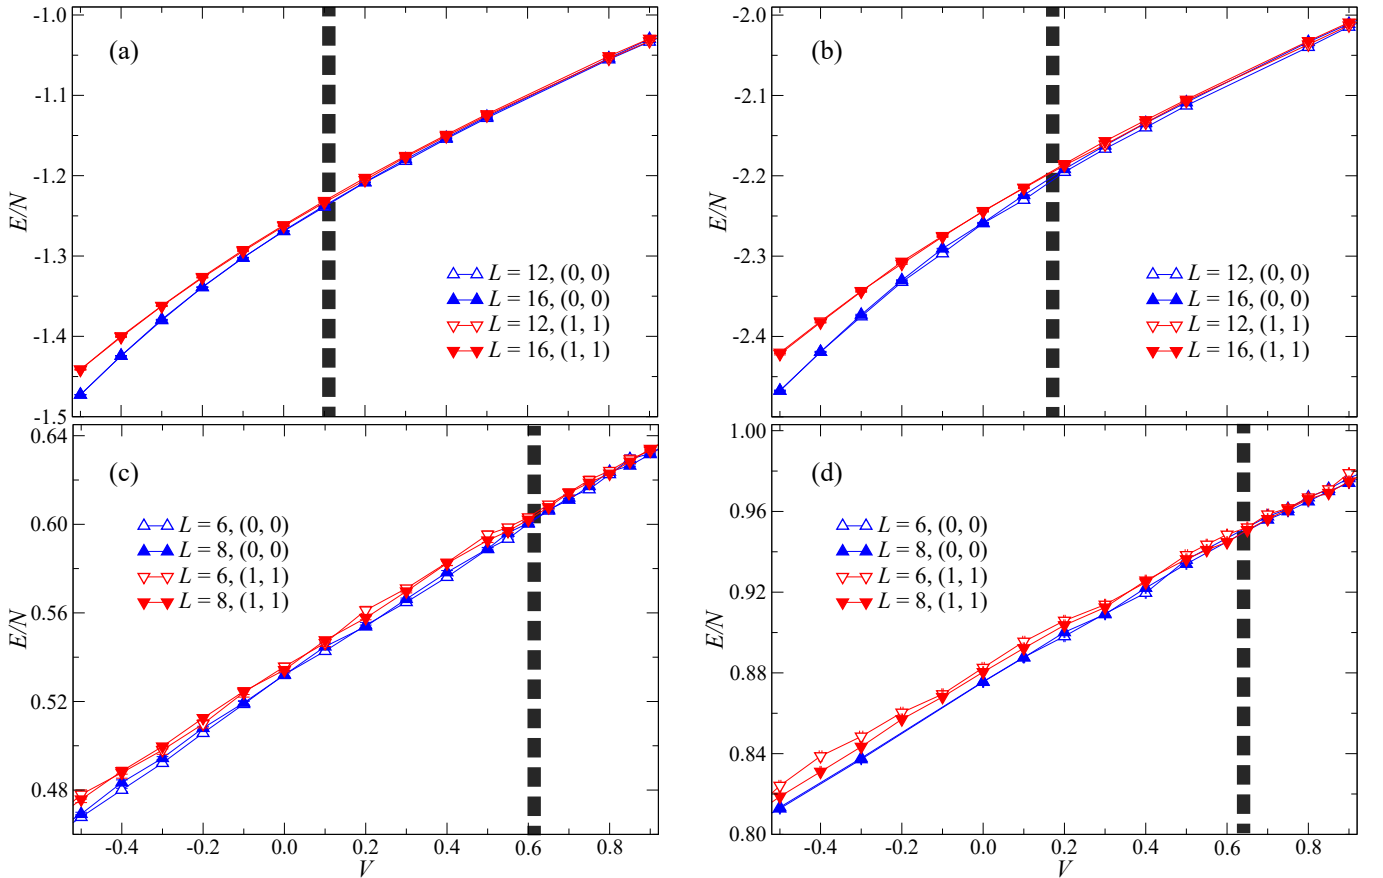 (a)
E/N
-1.0
-1.1
-1.2
-1.3
-1.4
-1.5
L = 12, (0, 0)
L = 16, (0, 0)
L = 12, (1, 1)
L = 16, (1, 1)
(b)
E/N
-2.0
-2.1
-2.2
-2.3
-2.4
L = 12, (0, 0)
L = 16, (0, 0)
L = 12, (1, 1)
L = 16, (1, 1)
(c)
E/N
0.64
0.60
0.56
0.52
0.48
L = 6, (0, 0)
L = 8, (0, 0)
L = 6, (1, 1)
L = 8, (1, 1)
-0.4 -0.2 0.0 0.2 0.4 0.6 0.8
V
(d)
E/N
1.00
0.96
0.92
0.88
0.84
0.80
L = 6, (0, 0)
L = 8, (0, 0)
L = 6, (1, 1)
L = 8, (1, 1)
-0.4 -0.2 0.0 0.2 0.4 0.6 0.8
V